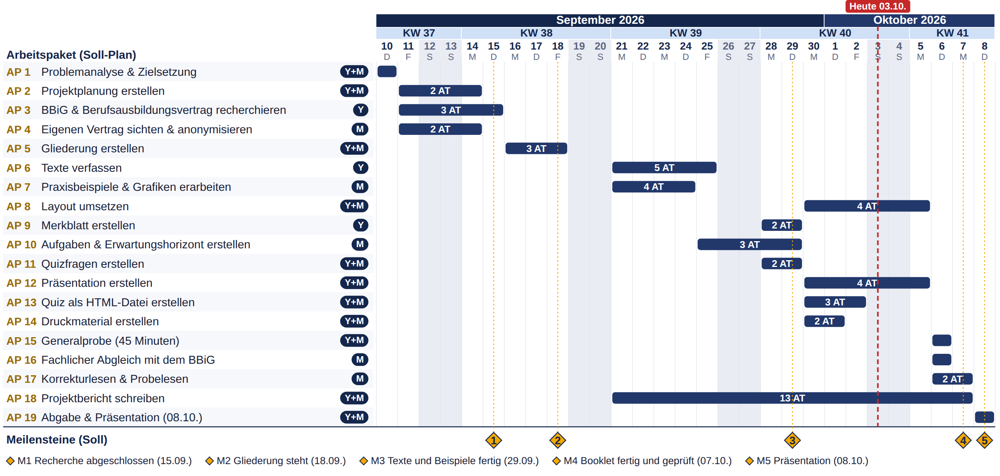 Heute 03.10.
September 2026 Oktober 2026
KW 37 KW 38 KW 39 KW 40 KW 41
10 11 12 13 14 15 16 17 18 19 20 21 22 23 24 25 26 27 28 29 30 1 2 3 4 5 6 7 8
Arbeitspaket (Soll-Plan) D F S S M D M D F S S M D M D F S S M D M D F S S M D M D
AP 1 Problemanalyse & Zielsetzung Y+M
AP 2 Projektplanung erstellen Y+M 2 AT
AP 3 BBiG & Berufsausbildungsvertrag recherchieren Y 3 AT
AP 4 Eigenen Vertrag sichten & anonymisieren M 2 AT
AP 5 Gliederung erstellen Y+M 3 AT
AP 6 Texte verfassen Y 5 AT
AP 7 Praxisbeispiele & Grafiken erarbeiten M 4 AT
AP 8 Layout umsetzen Y+M 4 AT
AP 9 Merkblatt erstellen Y 2 AT
AP 10 Aufgaben & Erwartungshorizont erstellen M 3 AT
AP 11 Quizfragen erstellen Y+M 2 AT
AP 12 Präsentation erstellen Y+M 4 AT
AP 13 Quiz als HTML-Datei erstellen Y+M 3 AT
AP 14 Druckmaterial erstellen Y+M 2 AT
AP 15 Generalprobe (45 Minuten) Y+M
AP 16 Fachlicher Abgleich mit dem BBiG M
AP 17 Korrekturlesen & Probelesen M 2 AT
AP 18 Projektbericht schreiben Y+M 13 AT
AP 19 Abgabe & Präsentation (08.10.) Y+M
Meilensteine (Soll) 1 2 3 4 5
M1 Recherche abgeschlossen (15.09.) M2 Gliederung steht (18.09.) M3 Texte und Beispiele fertig (29.09.) M4 Booklet fertig und geprüft (07.10.) M5 Präsentation (08.10.)